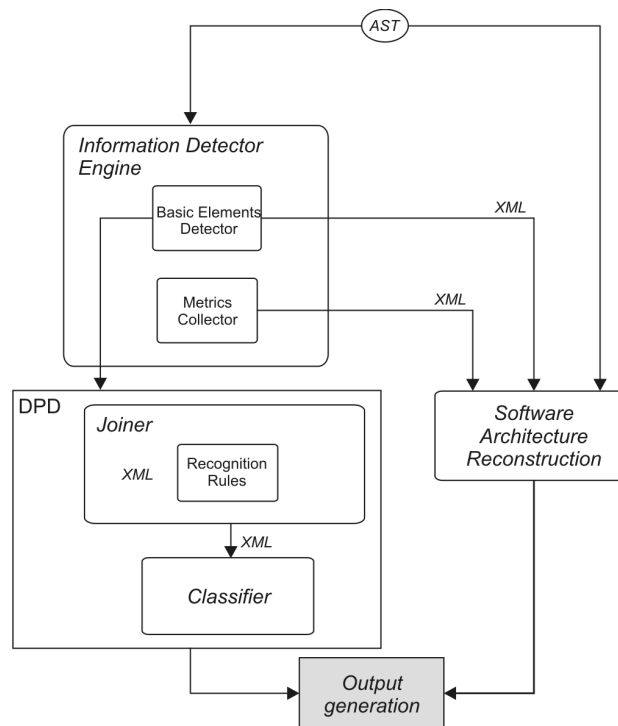 AST
Information Detector
Engine
Basic Elements
Detector
XML
Metrics
Collector
XML
DPD
Joiner
XML
Recognition
Rules
XML
Classifier
Software
Architecture
Reconstruction
Output
generation